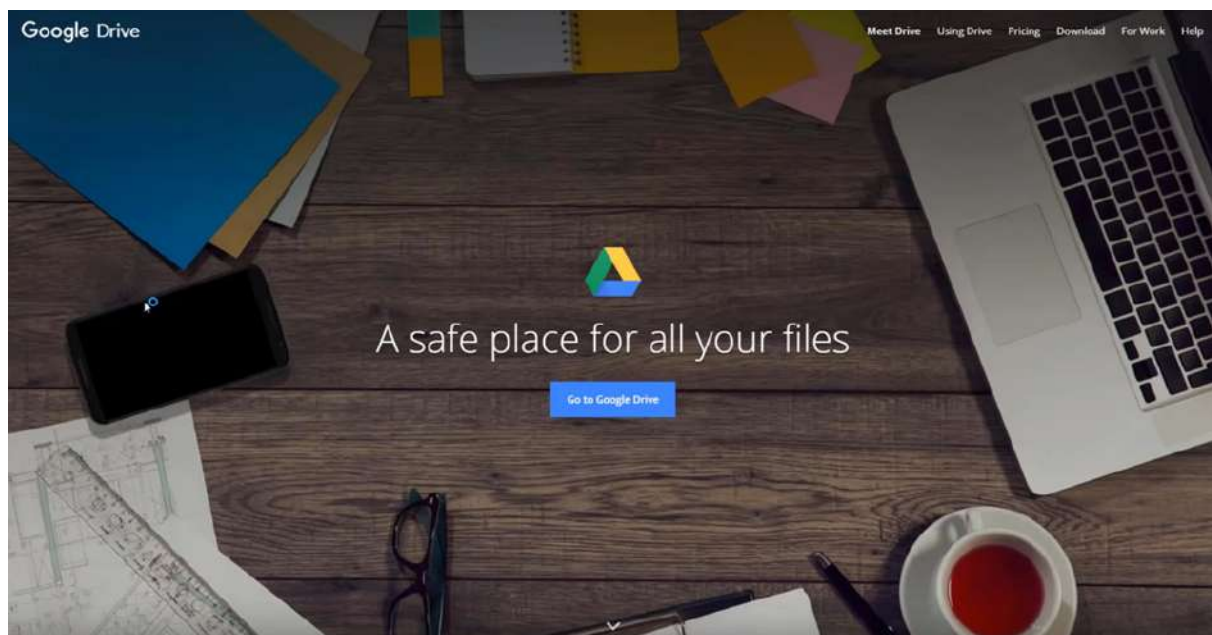 Google Drive
Meet Drive Using Drive Pricing Download For Work Help
A safe place for all your files
Go to Google Drive